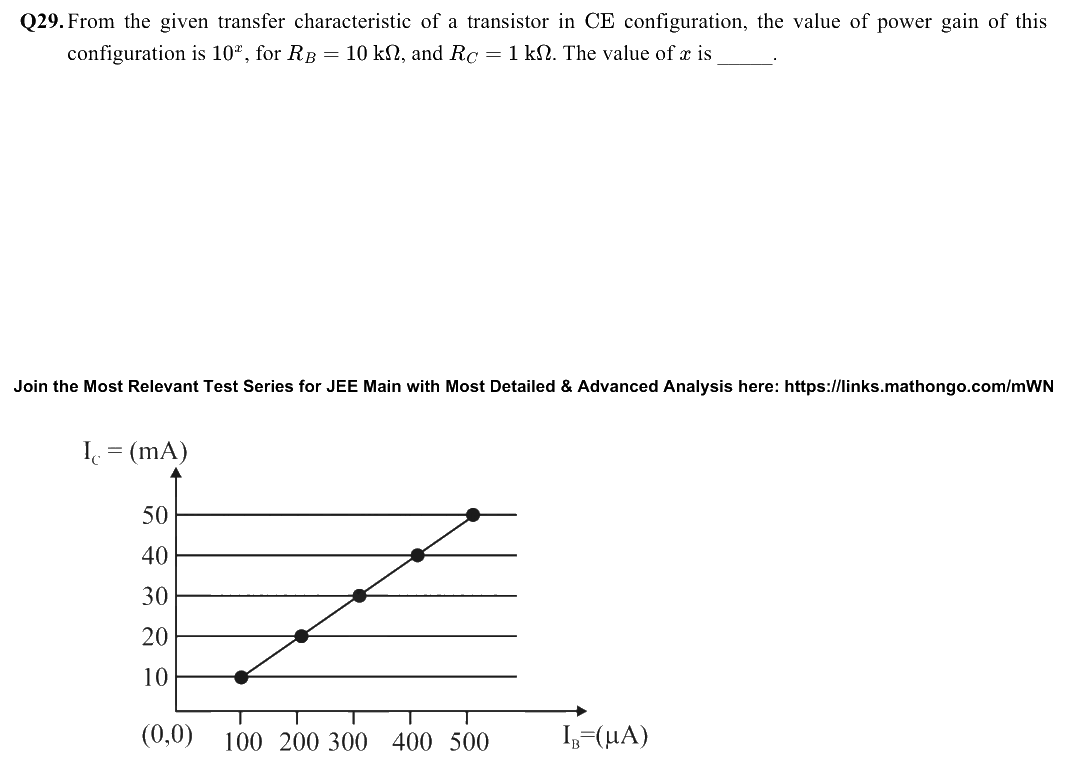 Q29. From the given transfer characteristic of a transistor in CE configuration, the value of power gain of this
configuration is 10ˣ, for R_B = 10 kΩ, and R_C = 1 kΩ. The value of x is _____.
Join the Most Relevant Test Series for JEE Main with Most Detailed & Advanced Analysis here: https://links.mathongo.com/mWN
I_C = (mA)
50
40
30
20
10
(0,0) 100 200 300 400 500 I_B=(μA)